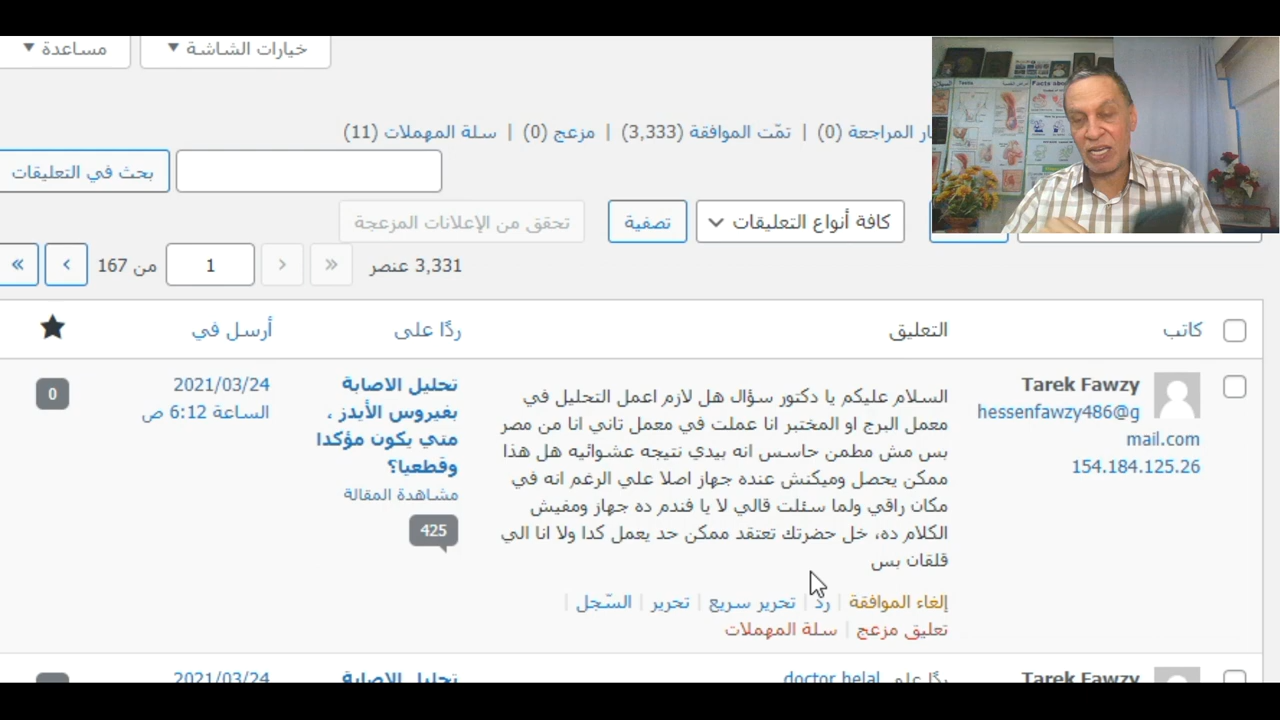 خيارات الشاشة ▼
مساعدة ▼
ار المراجعة (0) | تمّت الموافقة (3,333) | مزعج (0) | سلة المهملات (11)
بحث في التعليقات
كافة أنواع التعليقات
تصفية
تحقق من الإعلانات المزعجة
3,331 عنصر
» › 1 من 167 ‹ «
كاتب
التعليق
ردًا على
أرسل في
Tarek Fawzy
hessenfawzy486@g
mail.com
154.184.125.26
السلام عليكم يا دكتور سؤال هل لازم اعمل التحليل في
معمل البرج او المختبر انا عملت في معمل تاني انا من مصر
بس مش مطمن حاسس انه بيدي نتيجه عشوائيه هل هذا
ممكن يحصل وميكنش عنده جهاز اصلا علي الرغم انه في
مكان راقي ولما سئلت قالي لا يا فندم ده جهاز ومفيش
الكلام ده، خل حضرتك تعتقد ممكن حد يعمل كدا ولا انا الي
قلقان بس
إلغاء الموافقة | رد | تحرير سريع | تحرير | السّجل |
تعليق مزعج | سلة المهملات
تحليل الاصابة
بفيروس الأيدز ،
متي يكون مؤكدا
وقطعيا؟
مشاهدة المقالة
425
2021/03/24
الساعة 6:12 ص
0
Tarek Fawzy
ردًا على doctor helal
تحليل الاصابة
2021/03/24